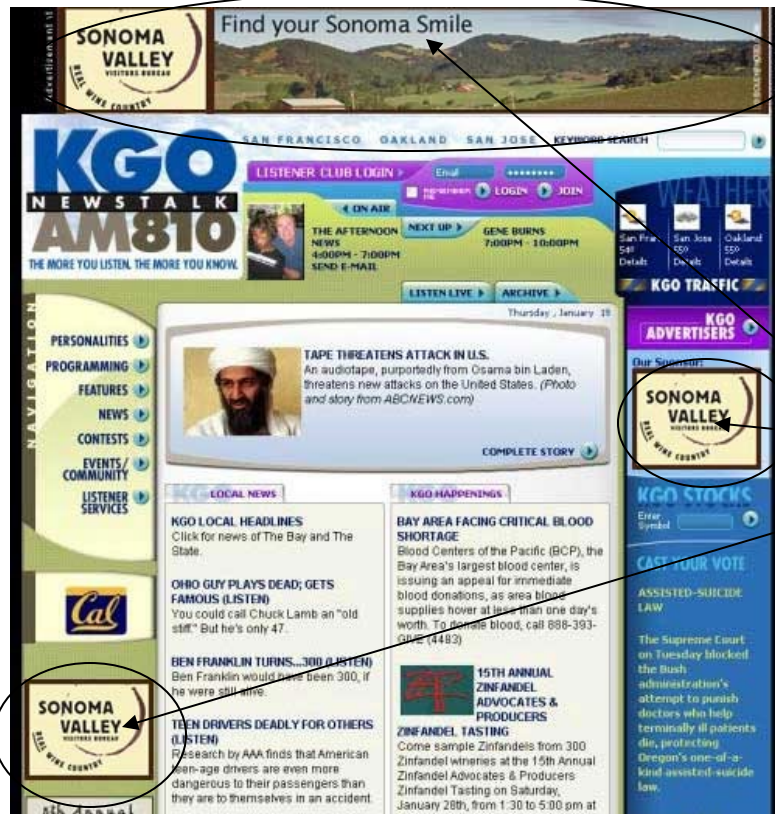 Advertisement
SONOMA
VALLEY
VISITORS BUREAU
REAL WINE COUNTRY
Find your Sonoma Smile
SAN FRANCISCO OAKLAND SAN JOSE KEYWORD SEARCH
KGO
NEWSTALK
AM810
THE MORE YOU LISTEN, THE MORE YOU KNOW.
LISTENER CLUB LOGIN
Email
REMEMBER ME
LOGIN
JOIN
ON AIR
THE AFTERNOON
NEWS
4:00PM - 7:00PM
SEND E-MAIL
NEXT UP
GENE BURNS
7:00PM - 10:00PM
LISTEN LIVE
ARCHIVE
WEATHER
San Fran San Jose Oakland
Details Details Details
KGO TRAFFIC
NAVIGATION
PERSONALITIES
PROGRAMMING
FEATURES
NEWS
CONTESTS
EVENTS/
COMMUNITY
LISTENER
SERVICES
Cal
SONOMA
VALLEY
VISITORS BUREAU
REAL WINE COUNTRY
Thursday, January 19
TAPE THREATENS ATTACK IN U.S.
An audiotape, purportedly from Osama bin Laden,
threatens new attacks on the United States. (Photo
and story from ABCNEWS.com)
COMPLETE STORY
LOCAL NEWS
KGO LOCAL HEADLINES
Click for news of The Bay and The
State.
OHIO GUY PLAYS DEAD; GETS
FAMOUS (LISTEN)
You could call Chuck Lamb an "old
stiff." But he's only 47.
BEN FRANKLIN TURNS...300 (LISTEN)
Ben Franklin would have been 300, if
he were still alive.
TEEN DRIVERS DEADLY FOR OTHERS
(LISTEN)
Research by AAA finds that American
teen-age drivers are even more
dangerous to their passengers than
they are to themselves in an accident
KGO HAPPENINGS
BAY AREA FACING CRITICAL BLOOD
SHORTAGE
Blood Centers of the Pacific (BCP), the
Bay Area's largest blood center, is
issuing an appeal for immediate
blood donations, as area blood
supplies hover at less than one day's
worth. To donate blood, call 888-393-
GIVE (4483)
15TH ANNUAL
ZINFANDEL
ADVOCATES &
PRODUCERS
ZINFANDEL TASTING
Come sample Zinfandels from 300
Zinfandel wineries at the 15th Annual
Zinfandel Advocates & Producers
Zinfandel Tasting on Saturday,
January 28th, from 1:30 to 5:00 pm at
KGO
ADVERTISERS
Our Sponsor:
SONOMA
VALLEY
VISITORS BUREAU
REAL WINE COUNTRY
KGO STOCKS
Enter
Symbol
CAST YOUR VOTE
ASSISTED-SUICIDE
LAW
The Supreme Court
on Tuesday blocked
the Bush
administration's
attempt to punish
doctors who help
terminally ill patients
die, protecting
Oregon's one-of-a-
kind assisted-suicide
law.